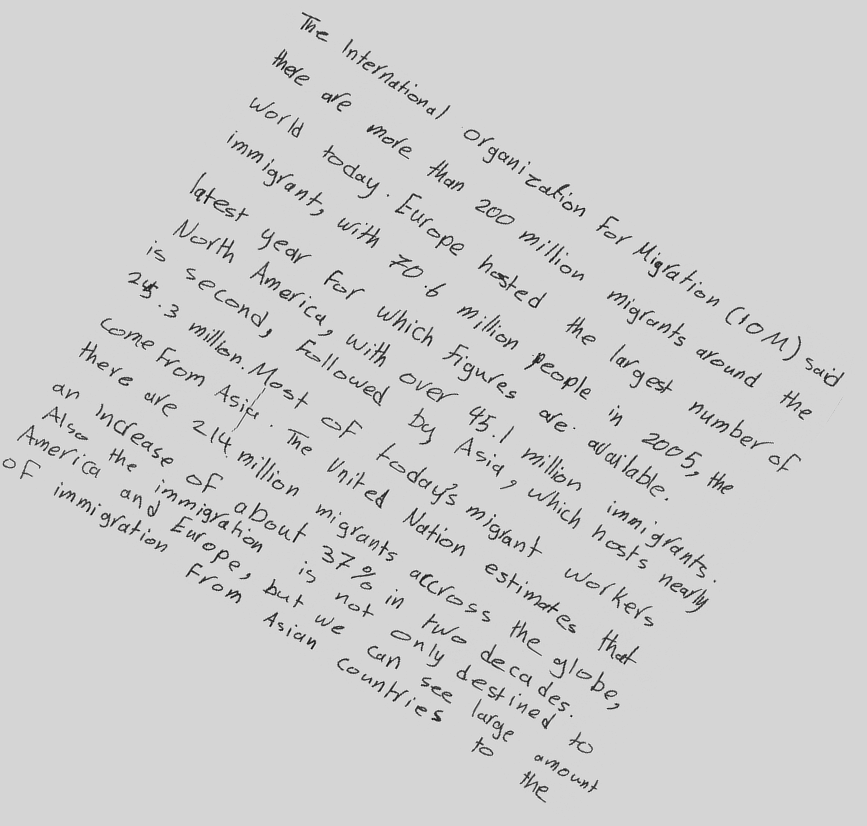 The International organization For Migration (IOM) said
there are more than 200 million migrants around the
world today. Europe hosted the largest number of
immigrant, with 70.6 million people in 2005, the
latest year for which figures are available.
North America, with over 45.1 million immigrants.
is second, Followed by Asia, which hosts nearly
25.3 million. Most of today's migrant workers
come From Asia. The United Nation estimates that
there are 214 million migrants accross the globe,
an increase of about 37% in two decades.
Also the immigration is not only destined to
America and Europe, but we can see large amount
of immigration From Asian countries to the